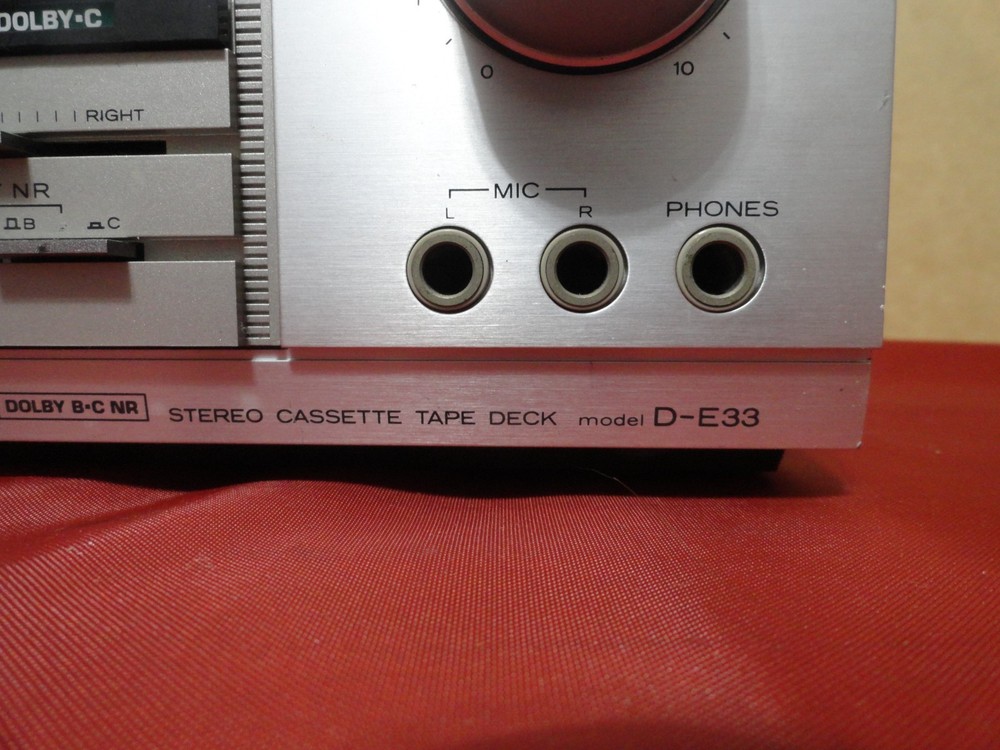 DOLBY·C
RIGHT
0 10
MIC
L R
PHONES
NR
B C
DOLBY B·C NR
STEREO CASSETTE TAPE DECK model D-E33